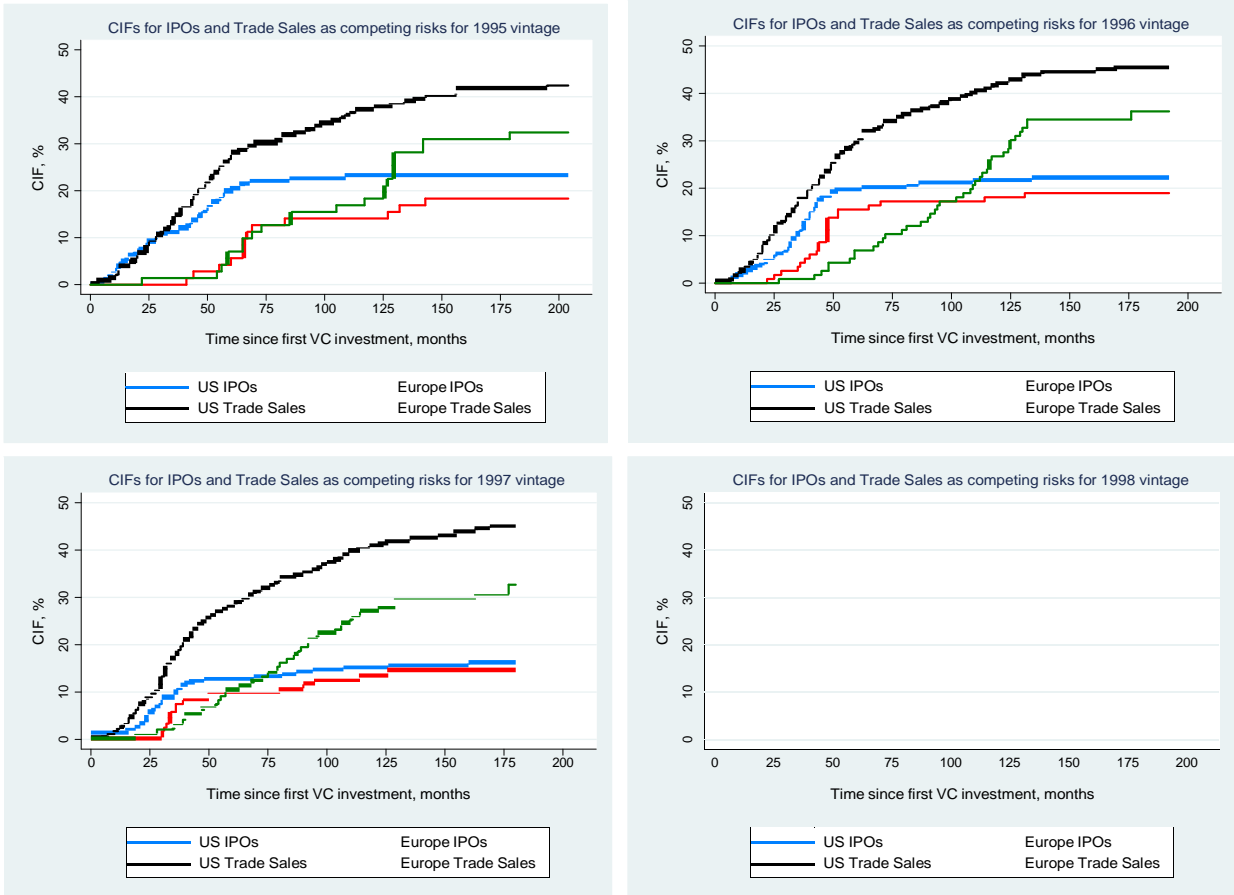 CIFs for IPOs and Trade Sales as competing risks for 1995 vintage
50
40
30
20
10
0
CIF, %
0 25 50 75 100 125 150 175 200
Time since first VC investment, months
US IPOs Europe IPOs
US Trade Sales Europe Trade Sales
CIFs for IPOs and Trade Sales as competing risks for 1996 vintage
50
40
30
20
10
0
CIF, %
0 25 50 75 100 125 150 175 200
Time since first VC investment, months
US IPOs Europe IPOs
US Trade Sales Europe Trade Sales
CIFs for IPOs and Trade Sales as competing risks for 1997 vintage
50
40
30
20
10
0
CIF, %
0 25 50 75 100 125 150 175 200
Time since first VC investment, months
US IPOs Europe IPOs
US Trade Sales Europe Trade Sales
CIFs for IPOs and Trade Sales as competing risks for 1998 vintage
50
40
30
20
10
0
CIF, %
0 25 50 75 100 125 150 175 200
Time since first VC investment, months
US IPOs Europe IPOs
US Trade Sales Europe Trade Sales